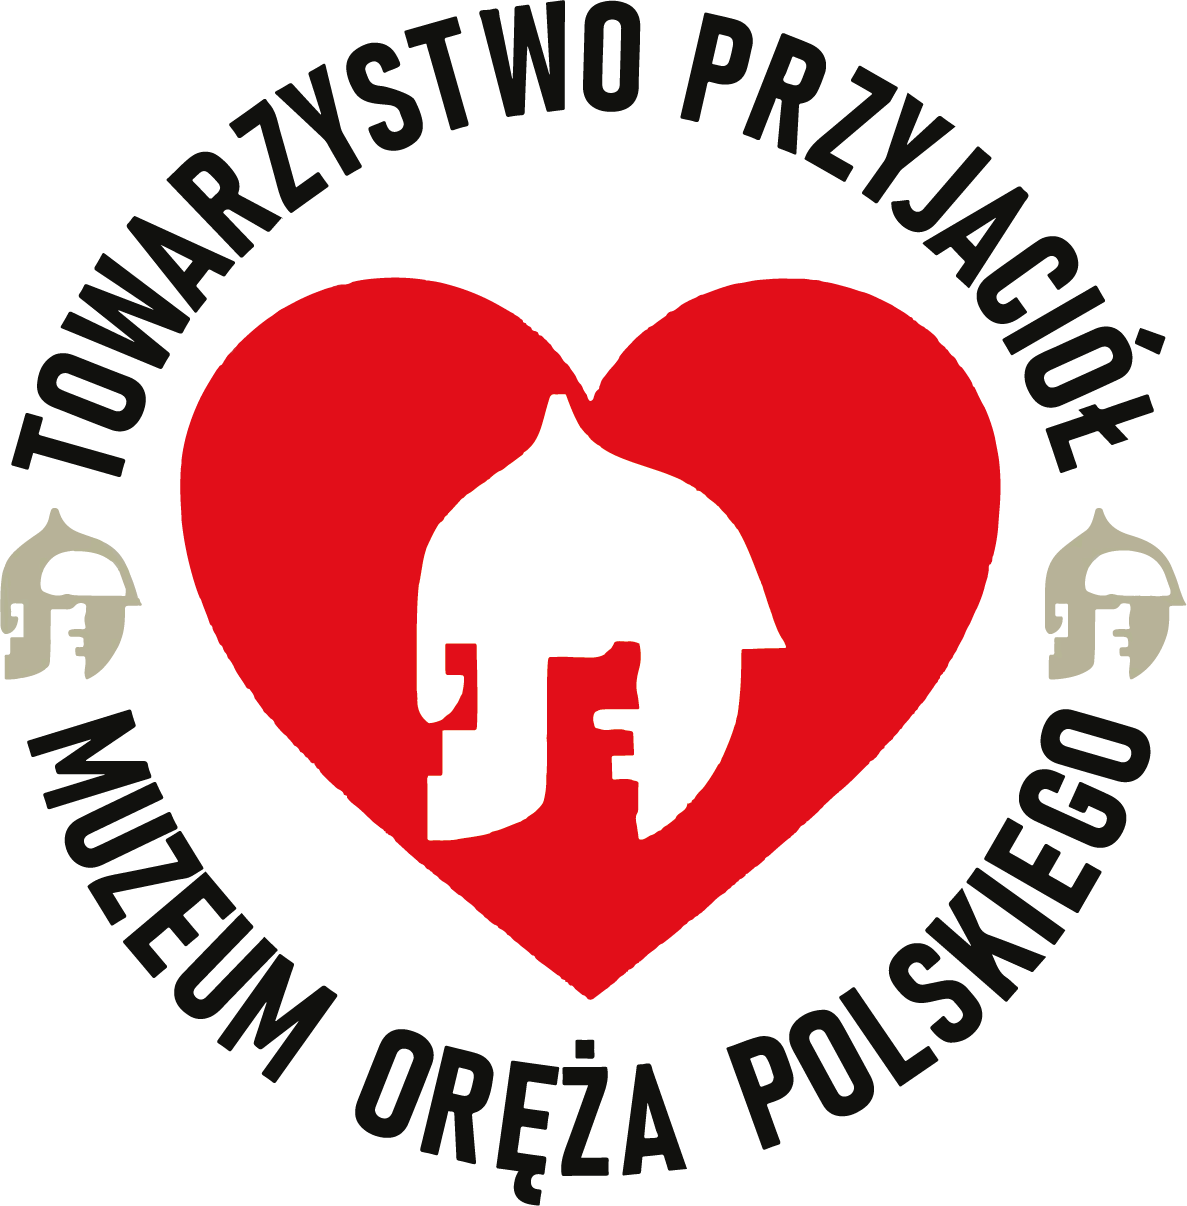 TOWARZYSTWO PRZYJACIÓŁ
MUZEUM ORĘŻA POLSKIEGO